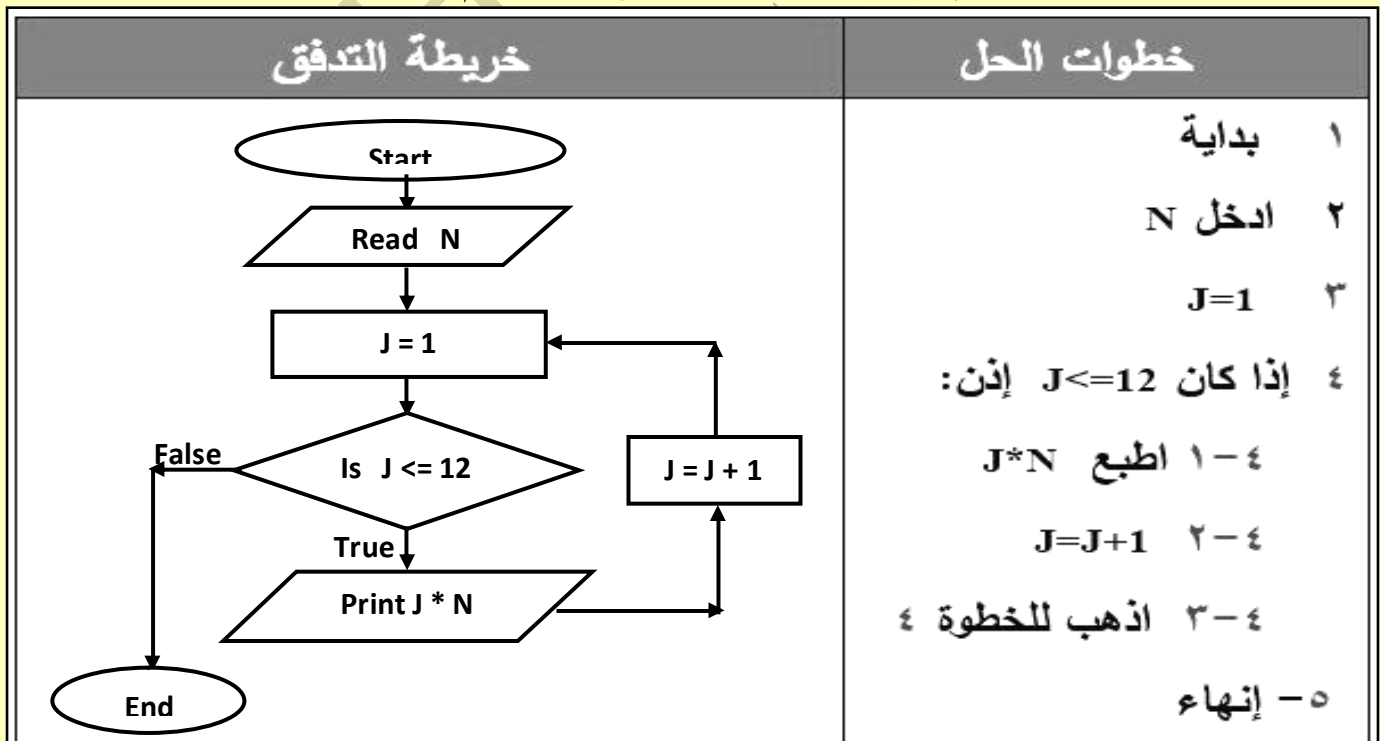 خطوات الحل
١ بداية
٢ ادخل N
٣ J=1
٤ إذا كان J<=12 إذن:
٤-١ اطبع J*N
٤-٢ J=J+1
٤-٣ اذهب للخطوة ٤
٥- إنهاء
خريطة التدفق
Start
Read N
J = 1
Is J <= 12
False
True
Print J * N
J = J + 1
End